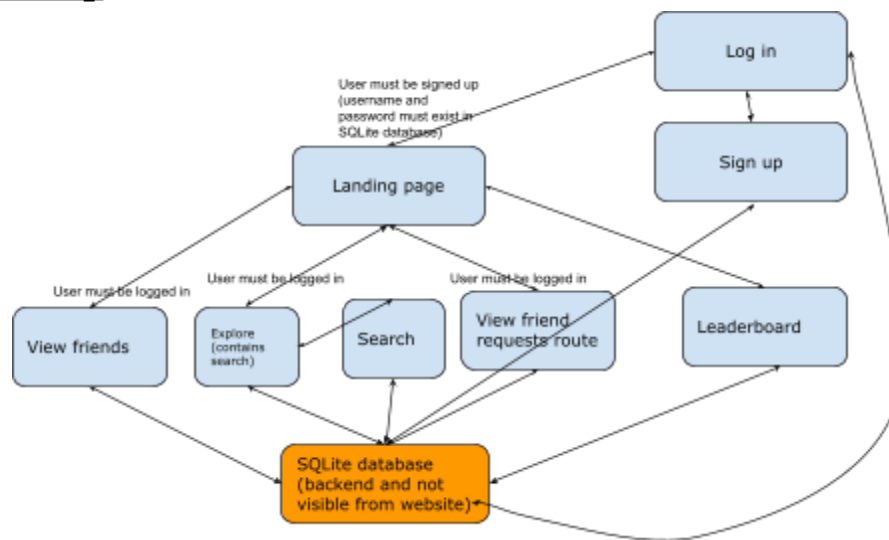 Log in
User must be signed up
(username and
password must exist in
SQLite database)
Sign up
Landing page
User must be logged in
User must be logged in
User must be logged in
View friends
Explore
(contains
search)
Search
View friend
requests route
Leaderboard
SQLite database
(backend and not
visible from website)